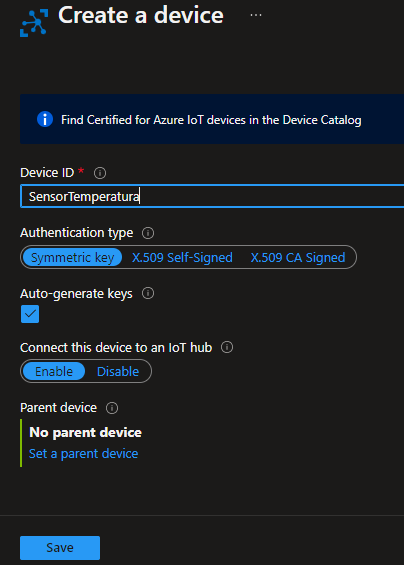 Create a device ...
Find Certified for Azure IoT devices in the Device Catalog
Device ID *
SensorTemperatura
Authentication type
Symmetric key X.509 Self-Signed X.509 CA Signed
Auto-generate keys
Connect this device to an IoT hub
Enable Disable
Parent device
No parent device
Set a parent device
Save